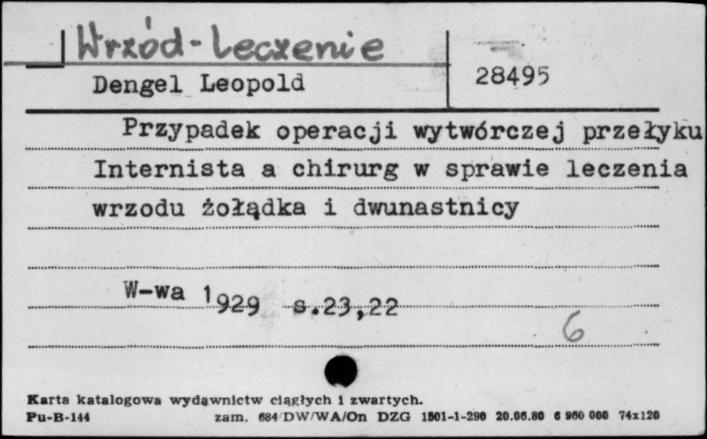 Wrzód - Leczenie
Dengel Leopold
28495
Przypadek operacji wytwórczej przełyku
Internista a chirurg w sprawie leczenia
wrzodu żołądka i dwunastnicy
W-wa 1929 s.23,22
6
Karta katalogowa wydawnictw ciągłych i zwartych.
Pu-B-144 zam. 684/DW/WA/On DZG 1801-1-290 20.06.80 6 960 000 74x120